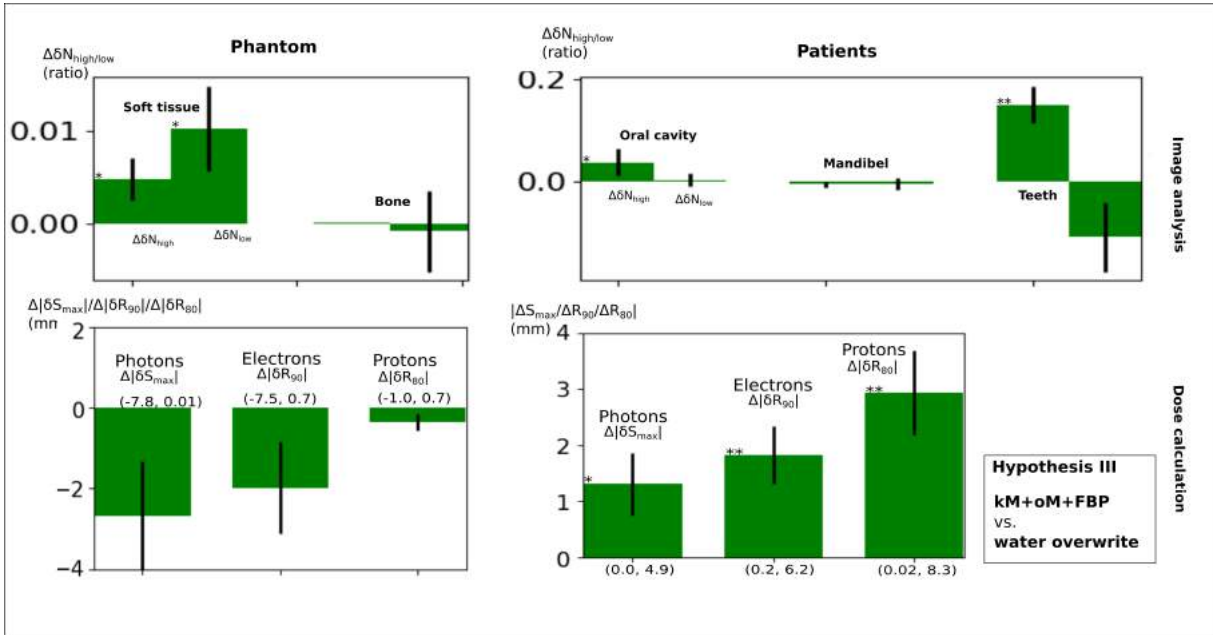 Phantom
ΔδN_high/low
(ratio)
Soft tissue
*
*
0.01
Bone
0.00
ΔδN_high
ΔδN_low
Patients
ΔδN_high/low
(ratio)
0.2
**
Oral cavity
*
Mandibel
0.0
ΔδN_high
ΔδN_low
Teeth
Image analysis
Δ|δS_max|/Δ|δR_90|/Δ|δR_80|
2
Photons
Δ|δS_max|
(-7.8, 0.01)
Electrons
Δ|δR_90|
(-7.5, 0.7)
Protons
Δ|δR_80|
(-1.0, 0.7)
0
−2
−4
|ΔS_max/ΔR_90/ΔR_80|
(mm)
4
Protons
Δ|δR_80|
**
3
Electrons
Δ|δR_90|
**
2
Photons
Δ|δS_max|
*
1
0
(0.0, 4.9)
(0.2, 6.2)
(0.02, 8.3)
Hypothesis III
kM+oM+FBP
vs.
water overwrite
Dose calculation